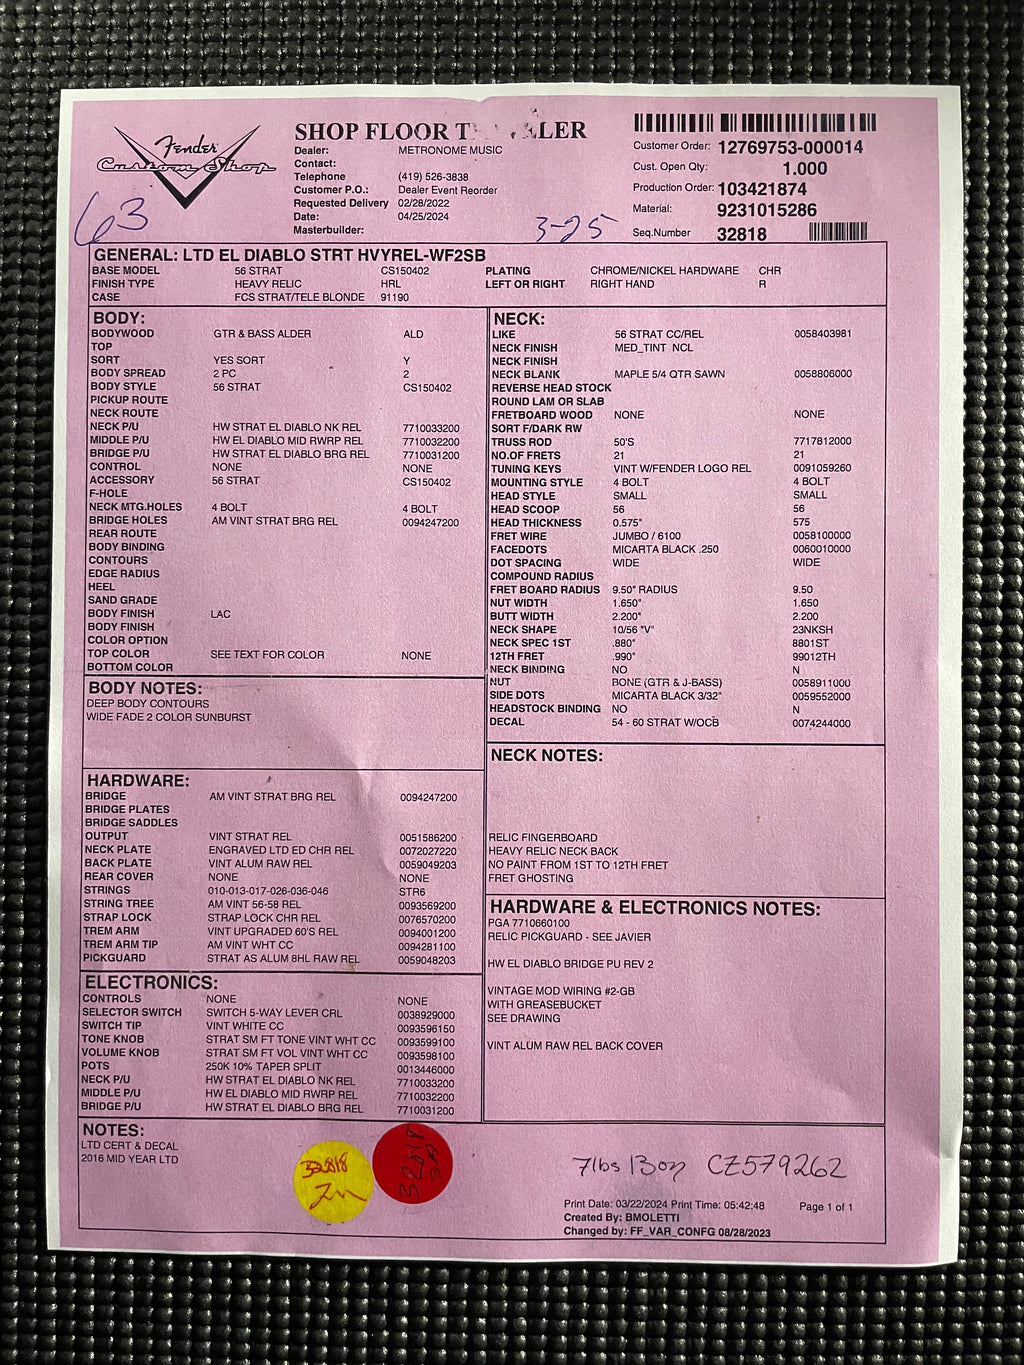 Fender
Custom Shop
63
SHOP FLOOR
Dealer: METRONOME MUSIC
Contact:
Telephone (419) 526-3838
Customer P.O.: Dealer Event Reorder
Requested Delivery 02/28/2022
Date: 04/25/2024
Masterbuilder:
3-25
Customer Order: 12769753-000014
Cust. Open Qty: 1.000
Production Order: 103421874
Material: 9231015286
Seq.Number 32818
GENERAL: LTD EL DIABLO STRT HVYREL-WF2SB
BASE MODEL 56 STRAT CS150402 PLATING CHROME/NICKEL HARDWARE CHR
FINISH TYPE HEAVY RELIC HRL LEFT OR RIGHT RIGHT HAND R
CASE FCS STRAT/TELE BLONDE 91190
BODY:
BODYWOOD GTR & BASS ALDER ALD
TOP
SORT YES SORT Y
BODY SPREAD 2 PC 2
BODY STYLE 56 STRAT CS150402
PICKUP ROUTE
NECK ROUTE
NECK P/U HW STRAT EL DIABLO NK REL 7710033200
MIDDLE P/U HW EL DIABLO MID RWRP REL 7710032200
BRIDGE P/U HW STRAT EL DIABLO BRG REL 7710031200
CONTROL NONE NONE
ACCESSORY 56 STRAT CS150402
F-HOLE
NECK MTG.HOLES 4 BOLT 4 BOLT
BRIDGE HOLES AM VINT STRAT BRG REL 0094247200
REAR ROUTE
BODY BINDING
CONTOURS
EDGE RADIUS
HEEL
SAND GRADE
BODY FINISH LAC
BODY FINISH
COLOR OPTION
TOP COLOR SEE TEXT FOR COLOR NONE
BOTTOM COLOR
BODY NOTES:
DEEP BODY CONTOURS
WIDE FADE 2 COLOR SUNBURST
HARDWARE:
BRIDGE AM VINT STRAT BRG REL 0094247200
BRIDGE PLATES
BRIDGE SADDLES
OUTPUT VINT STRAT REL 0051586200
NECK PLATE ENGRAVED LTD ED CHR REL 0072027220
BACK PLATE VINT ALUM RAW REL 0059049203
REAR COVER NONE NONE
STRINGS 010-013-017-026-036-046 STR6
STRING TREE AM VINT 56-58 REL 0093569200
STRAP LOCK STRAP LOCK CHR REL 0076570200
TREM ARM VINT UPGRADED 60'S REL 0094001200
TREM ARM TIP AM VINT WHT CC 0094281100
PICKGUARD STRAT AS ALUM 8HL RAW REL 0059048203
ELECTRONICS:
CONTROLS NONE NONE
SELECTOR SWITCH SWITCH 5-WAY LEVER CRL 0038929000
SWITCH TIP VINT WHITE CC 0093596150
TONE KNOB STRAT SM FT TONE VINT WHT CC 0093599100
VOLUME KNOB STRAT SM FT VOL VINT WHT CC 0093598100
POTS 250K 10% TAPER SPLIT 0013446000
NECK P/U HW STRAT EL DIABLO NK REL 7710033200
MIDDLE P/U HW EL DIABLO MID RWRP REL 7710032200
BRIDGE P/U HW STRAT EL DIABLO BRG REL 7710031200
NECK:
LIKE 56 STRAT CC/REL 0058403981
NECK FINISH MED_TINT NCL
NECK FINISH
NECK BLANK MAPLE 5/4 QTR SAWN 0058806000
REVERSE HEAD STOCK
ROUND LAM OR SLAB
FRETBOARD WOOD NONE NONE
SORT F/DARK RW
TRUSS ROD 50'S 7717812000
NO.OF FRETS 21 21
TUNING KEYS VINT W/FENDER LOGO REL 0091059260
MOUNTING STYLE 4 BOLT 4 BOLT
HEAD STYLE SMALL SMALL
HEAD SCOOP 56 56
HEAD THICKNESS 0.575" 575
FRET WIRE JUMBO / 6100 0058100000
FACEDOTS MICARTA BLACK .250 0060010000
DOT SPACING WIDE WIDE
COMPOUND RADIUS
FRET BOARD RADIUS 9.50" RADIUS 9.50
NUT WIDTH 1.650" 1.650
BUTT WIDTH 2.200" 2.200
NECK SHAPE 10/56 "V" 23NKSH
NECK SPEC 1ST .880" 8801ST
12TH FRET .990" 99012TH
NECK BINDING NO N
NUT BONE (GTR & J-BASS) 0058911000
SIDE DOTS MICARTA BLACK 3/32" 0059552000
HEADSTOCK BINDING NO N
DECAL 54 - 60 STRAT W/OCB 0074244000
NECK NOTES:
RELIC FINGERBOARD
HEAVY RELIC NECK BACK
NO PAINT FROM 1ST TO 12TH FRET
FRET GHOSTING
HARDWARE & ELECTRONICS NOTES:
PGA 7710660100
RELIC PICKGUARD - SEE JAVIER
HW EL DIABLO BRIDGE PU REV 2
VINTAGE MOD WIRING #2-GB
WITH GREASEBUCKET
SEE DRAWING
VINT ALUM RAW REL BACK COVER
NOTES:
LTD CERT & DECAL
2016 MID YEAR LTD
32818
32818
7lbs 13oz CZ579262
Print Date: 03/22/2024 Print Time: 05:42:48 Page 1 of 1
Created By: BMOLETTI
Changed by: FF_VAR_CONFG 08/28/2023